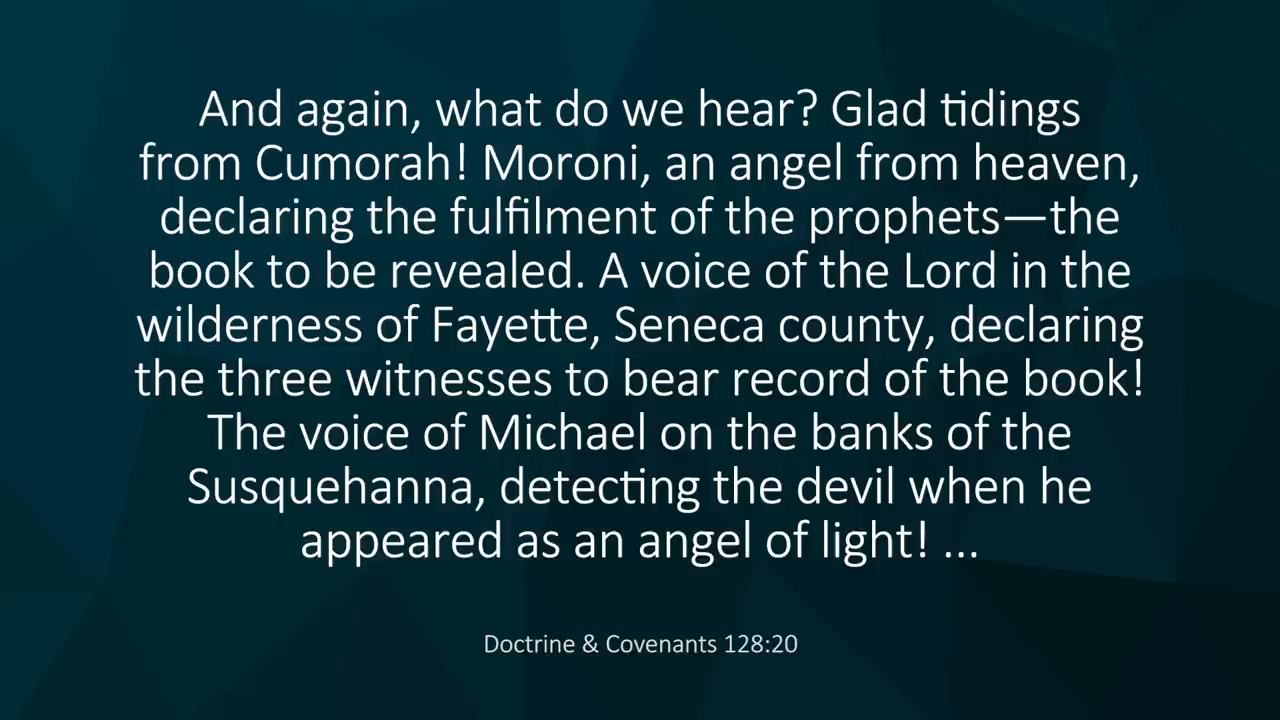 And again, what do we hear? Glad tidings
from Cumorah! Moroni, an angel from heaven,
declaring the fulfilment of the prophets—the
book to be revealed. A voice of the Lord in the
wilderness of Fayette, Seneca county, declaring
the three witnesses to bear record of the book!
The voice of Michael on the banks of the
Susquehanna, detecting the devil when he
appeared as an angel of light! ...
Doctrine & Covenants 128:20